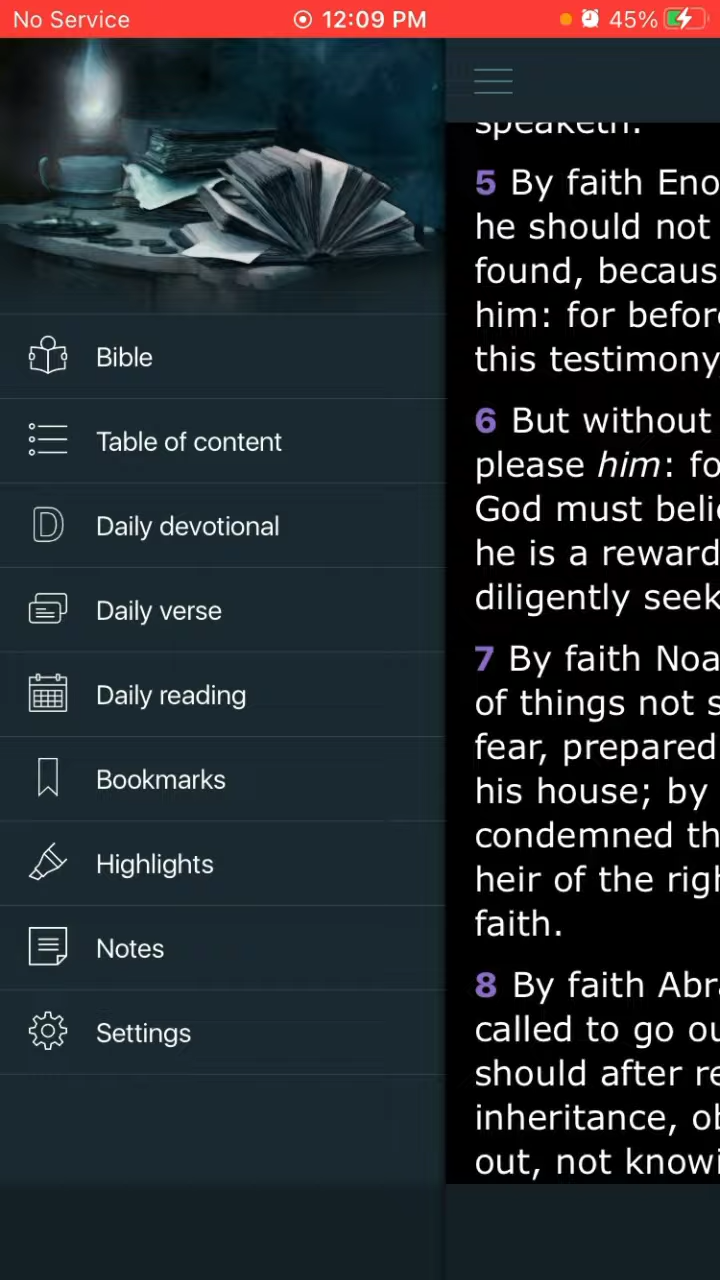 No Service 12:09 PM 45%
Bible
Table of content
Daily devotional
Daily verse
Daily reading
Bookmarks
Highlights
Notes
Settings
speaketh.
5 By faith Eno
he should not
found, becaus
him: for before
this testimony
6 But without
please him: fo
God must belie
he is a reward
diligently seek
7 By faith Noa
of things not s
fear, prepared
his house; by
condemned th
heir of the righ
faith.
8 By faith Abra
called to go ou
should after re
inheritance, ob
out, not knowi